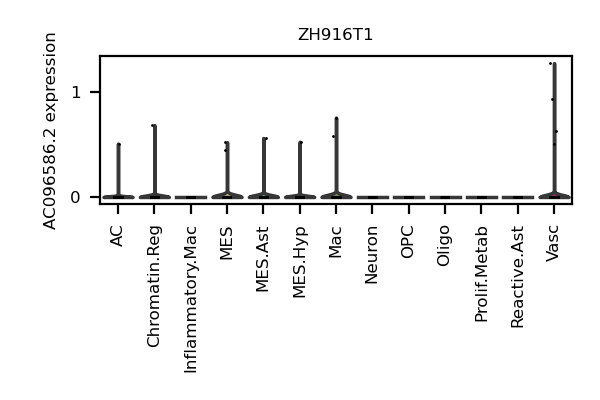 ZH916T1
AC096586.2 expression
1
0
AC
Chromatin.Reg
Inflammatory.Mac
MES
MES.Ast
MES.Hyp
Mac
Neuron
OPC
Oligo
Prolif.Metab
Reactive.Ast
Vasc